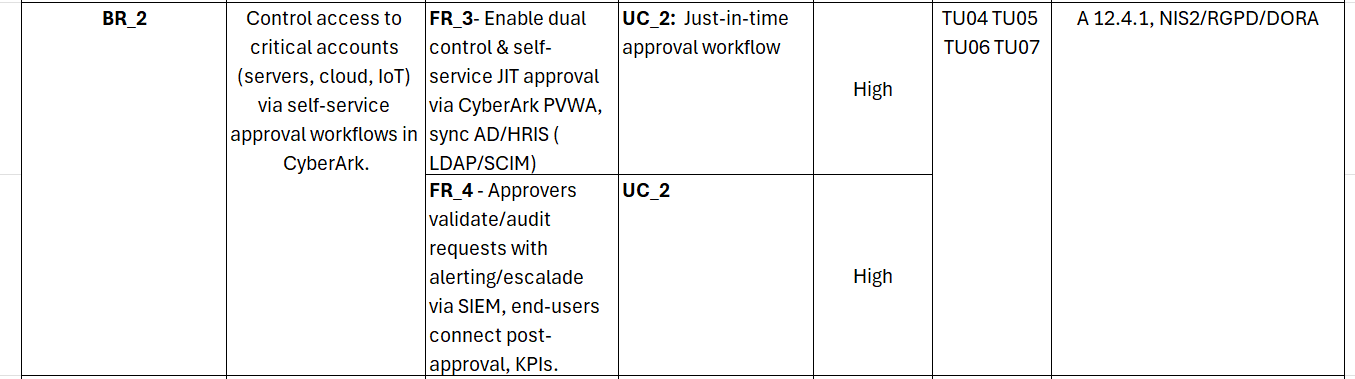 BR_2
Control access to
critical accounts
(servers, cloud, IoT)
via self-service
approval workflows in
CyberArk.
FR_3- Enable dual
control & self-
service JIT approval
via CyberArk PVWA,
sync AD/HRIS (
LDAP/SCIM)
UC_2:  Just-in-time
approval workflow
High
TU04 TU05
TU06 TU07
A 12.4.1, NIS2/RGPD/DORA
FR_4 - Approvers
validate/audit
requests with
alerting/escalade
via SIEM, end-users
connect post-
approval, KPIs.
UC_2
High